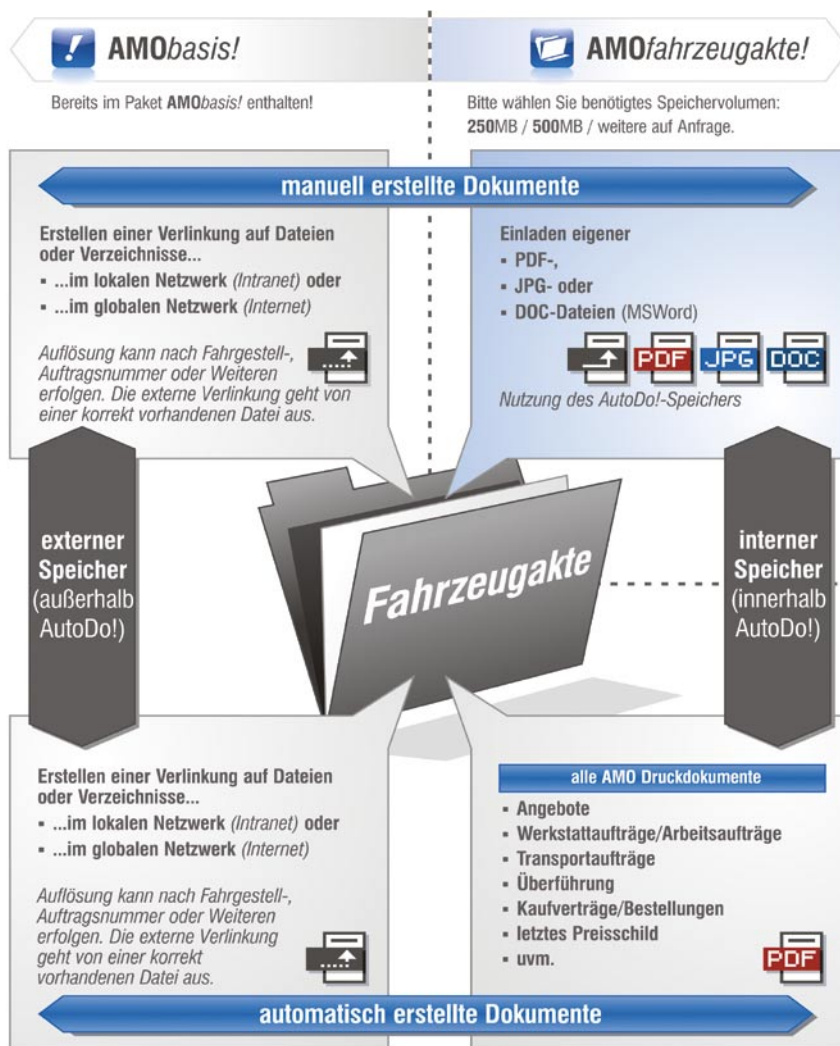 AMObasis!
AMOfahrzeugakte!
Bereits im Paket AMObasis! enthalten!
Bitte wählen Sie benötigtes Speichervolumen:
250MB / 500MB / weitere auf Anfrage.
manuell erstellte Dokumente
Erstellen einer Verlinkung auf Dateien
oder Verzeichnisse...
▪ ...im lokalen Netzwerk (Intranet) oder
▪ ...im globalen Netzwerk (Internet)
Auflösung kann nach Fahrgestell-,
Auftragsnummer oder Weiteren
erfolgen. Die externe Verlinkung geht von
einer korrekt vorhandenen Datei aus.
Einladen eigener
▪ PDF-,
▪ JPG- oder
▪ DOC-Dateien (MSWord)
PDF JPG DOC
Nutzung des AutoDo!-Speichers
externer
Speicher
(außerhalb
AutoDo!)
Fahrzeugakte
interner
Speicher
(innerhalb
AutoDo!)
Erstellen einer Verlinkung auf Dateien
oder Verzeichnisse...
▪ ...im lokalen Netzwerk (Intranet) oder
▪ ...im globalen Netzwerk (Internet)
Auflösung kann nach Fahrgestell-,
Auftragsnummer oder Weiteren
erfolgen. Die externe Verlinkung
geht von einer korrekt
vorhandenen Datei aus.
alle AMO Druckdokumente
▪ Angebote
▪ Werkstattaufträge/Arbeitsaufträge
▪ Transportaufträge
▪ Überführung
▪ Kaufverträge/Bestellungen
▪ letztes Preisschild
▪ uvm.
PDF
automatisch erstellte Dokumente